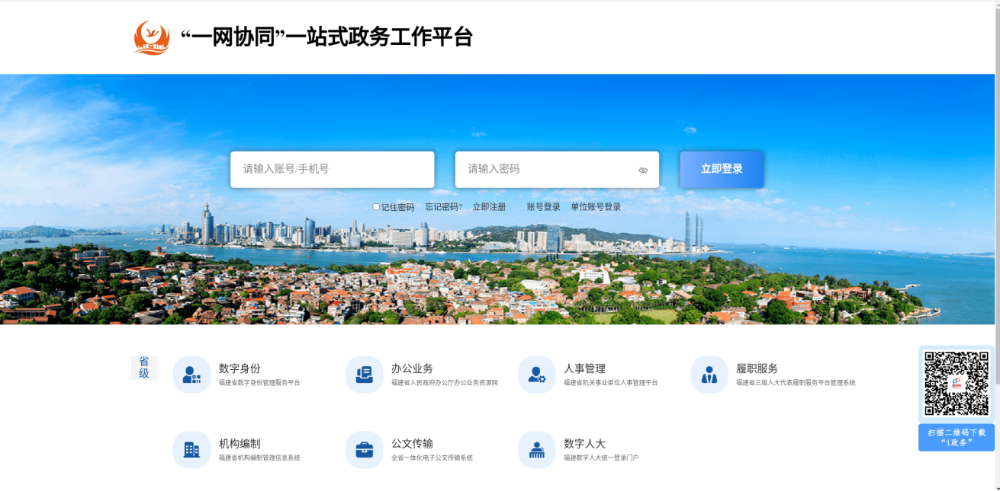 “一网协同”一站式政务工作平台
请输入账号/手机号
请输入密码
立即登录
记住密码 忘记密码? 立即注册 账号登录 单位账号登录
省级
数字身份
福建省数字身份管理服务平台
办公业务
福建省人民政府办公厅办公业务资源网
人事管理
福建省机关事业单位人事管理平台
履职服务
福建省三级人大代表履职服务平台管理系统
机构编制
福建省机构编制管理信息系统
公文传输
全省一体化电子公文传输系统
数字人大
福建数字人大统一登录门户
扫描二维码下载
“i政务”